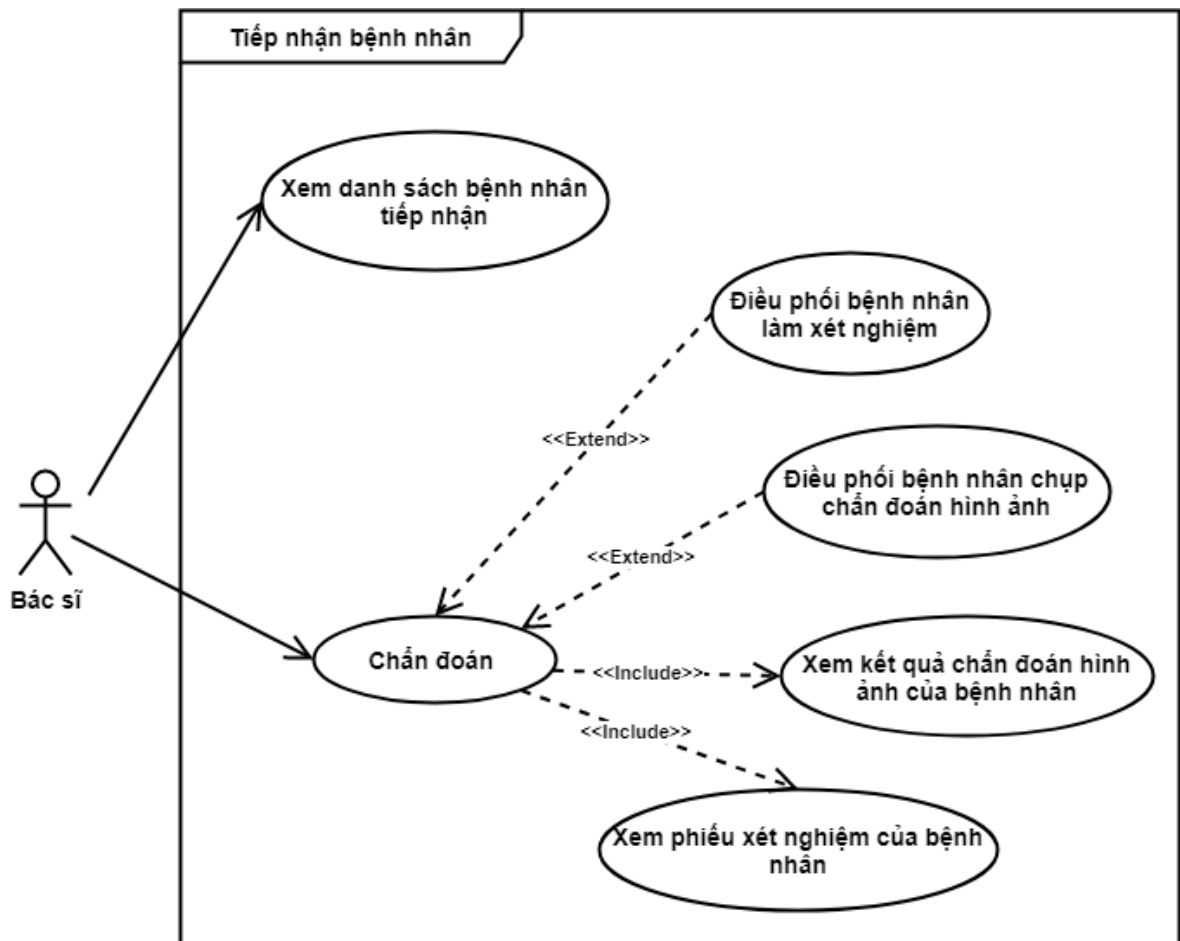 Tiếp nhận bệnh nhân
Xem danh sách bệnh nhân
tiếp nhận
Điều phối bệnh nhân
làm xét nghiệm
<<Extend>>
Điều phối bệnh nhân chụp
chẩn đoán hình ảnh
<<Extend>>
Bác sĩ
Chẩn đoán
<<Include>>
Xem kết quả chẩn đoán hình
ảnh của bệnh nhân
<<Include>>
Xem phiếu xét nghiệm của bệnh
nhân